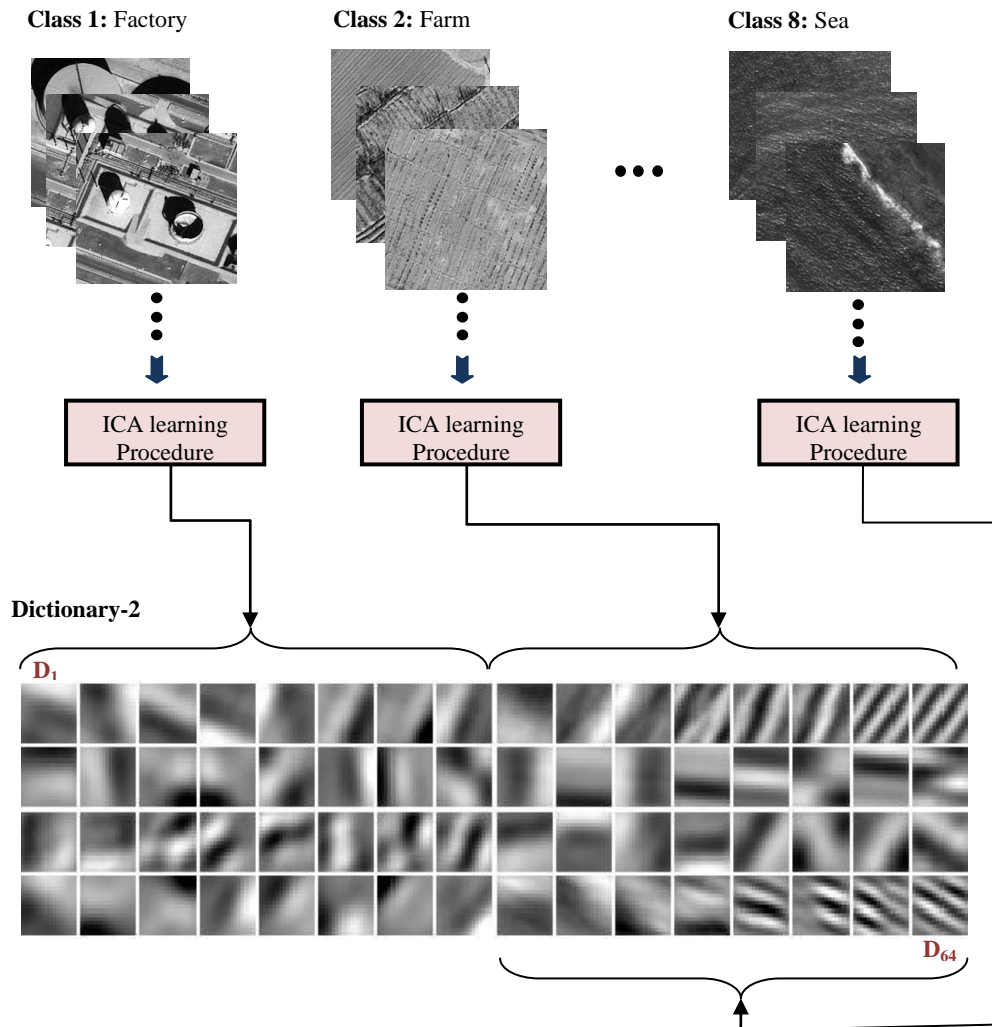 Class 1: Factory
Class 2: Farm
Class 8: Sea
ICA learning
Procedure
ICA learning
Procedure
ICA learning
Procedure
Dictionary-2
D₁
D₆₄